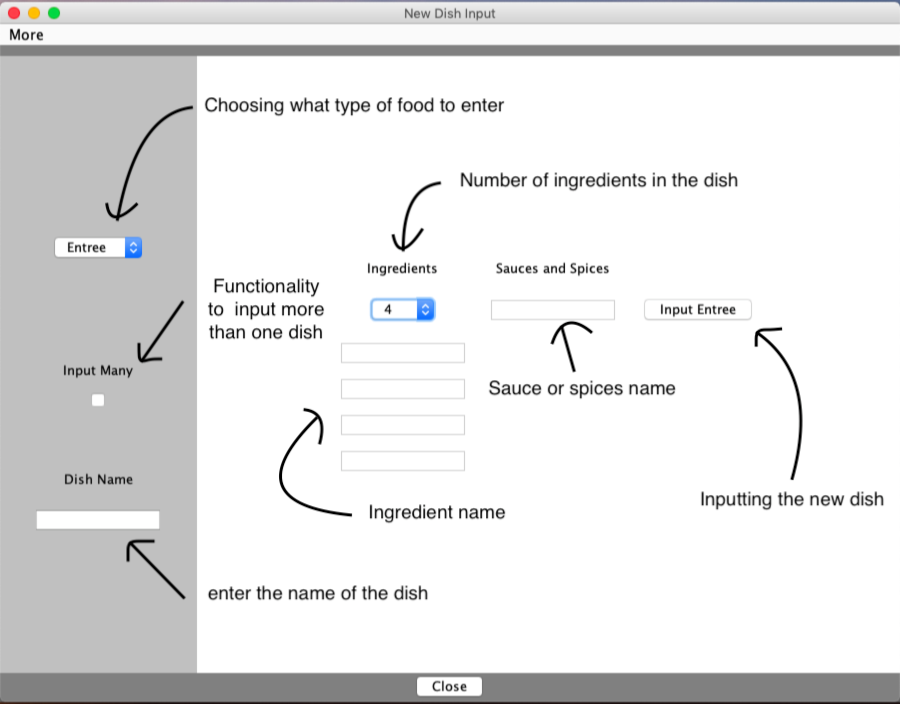 New Dish Input
More
Choosing what type of food to enter
Number of ingredients in the dish
Entree
Ingredients
Sauces and Spices
Functionality
to input more
than one dish
4
Input Entree
Input Many
Sauce or spices name
Dish Name
Inputting the new dish
Ingredient name
enter the name of the dish
Close